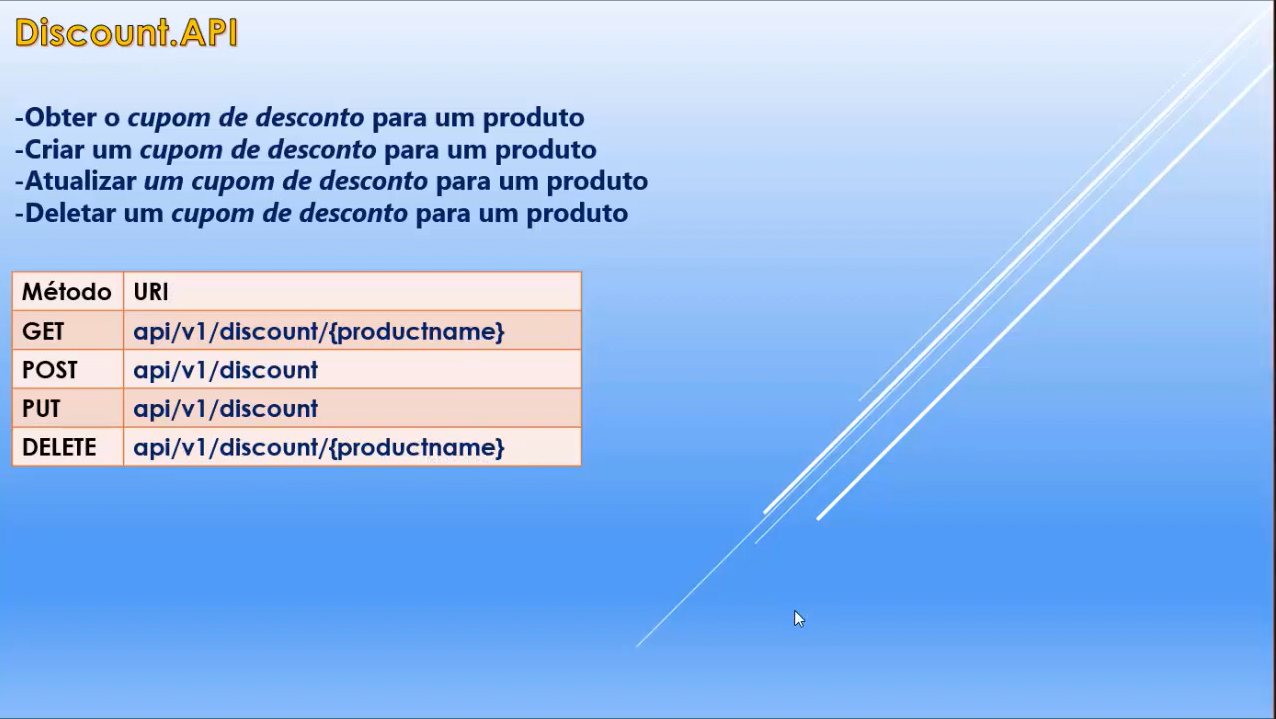 Discount.API
-Obter o cupom de desconto para um produto
-Criar um cupom de desconto para um produto
-Atualizar um cupom de desconto para um produto
-Deletar um cupom de desconto para um produto
Método URI
GET api/v1/discount/{productname}
POST api/v1/discount
PUT api/v1/discount
DELETE api/v1/discount/{productname}